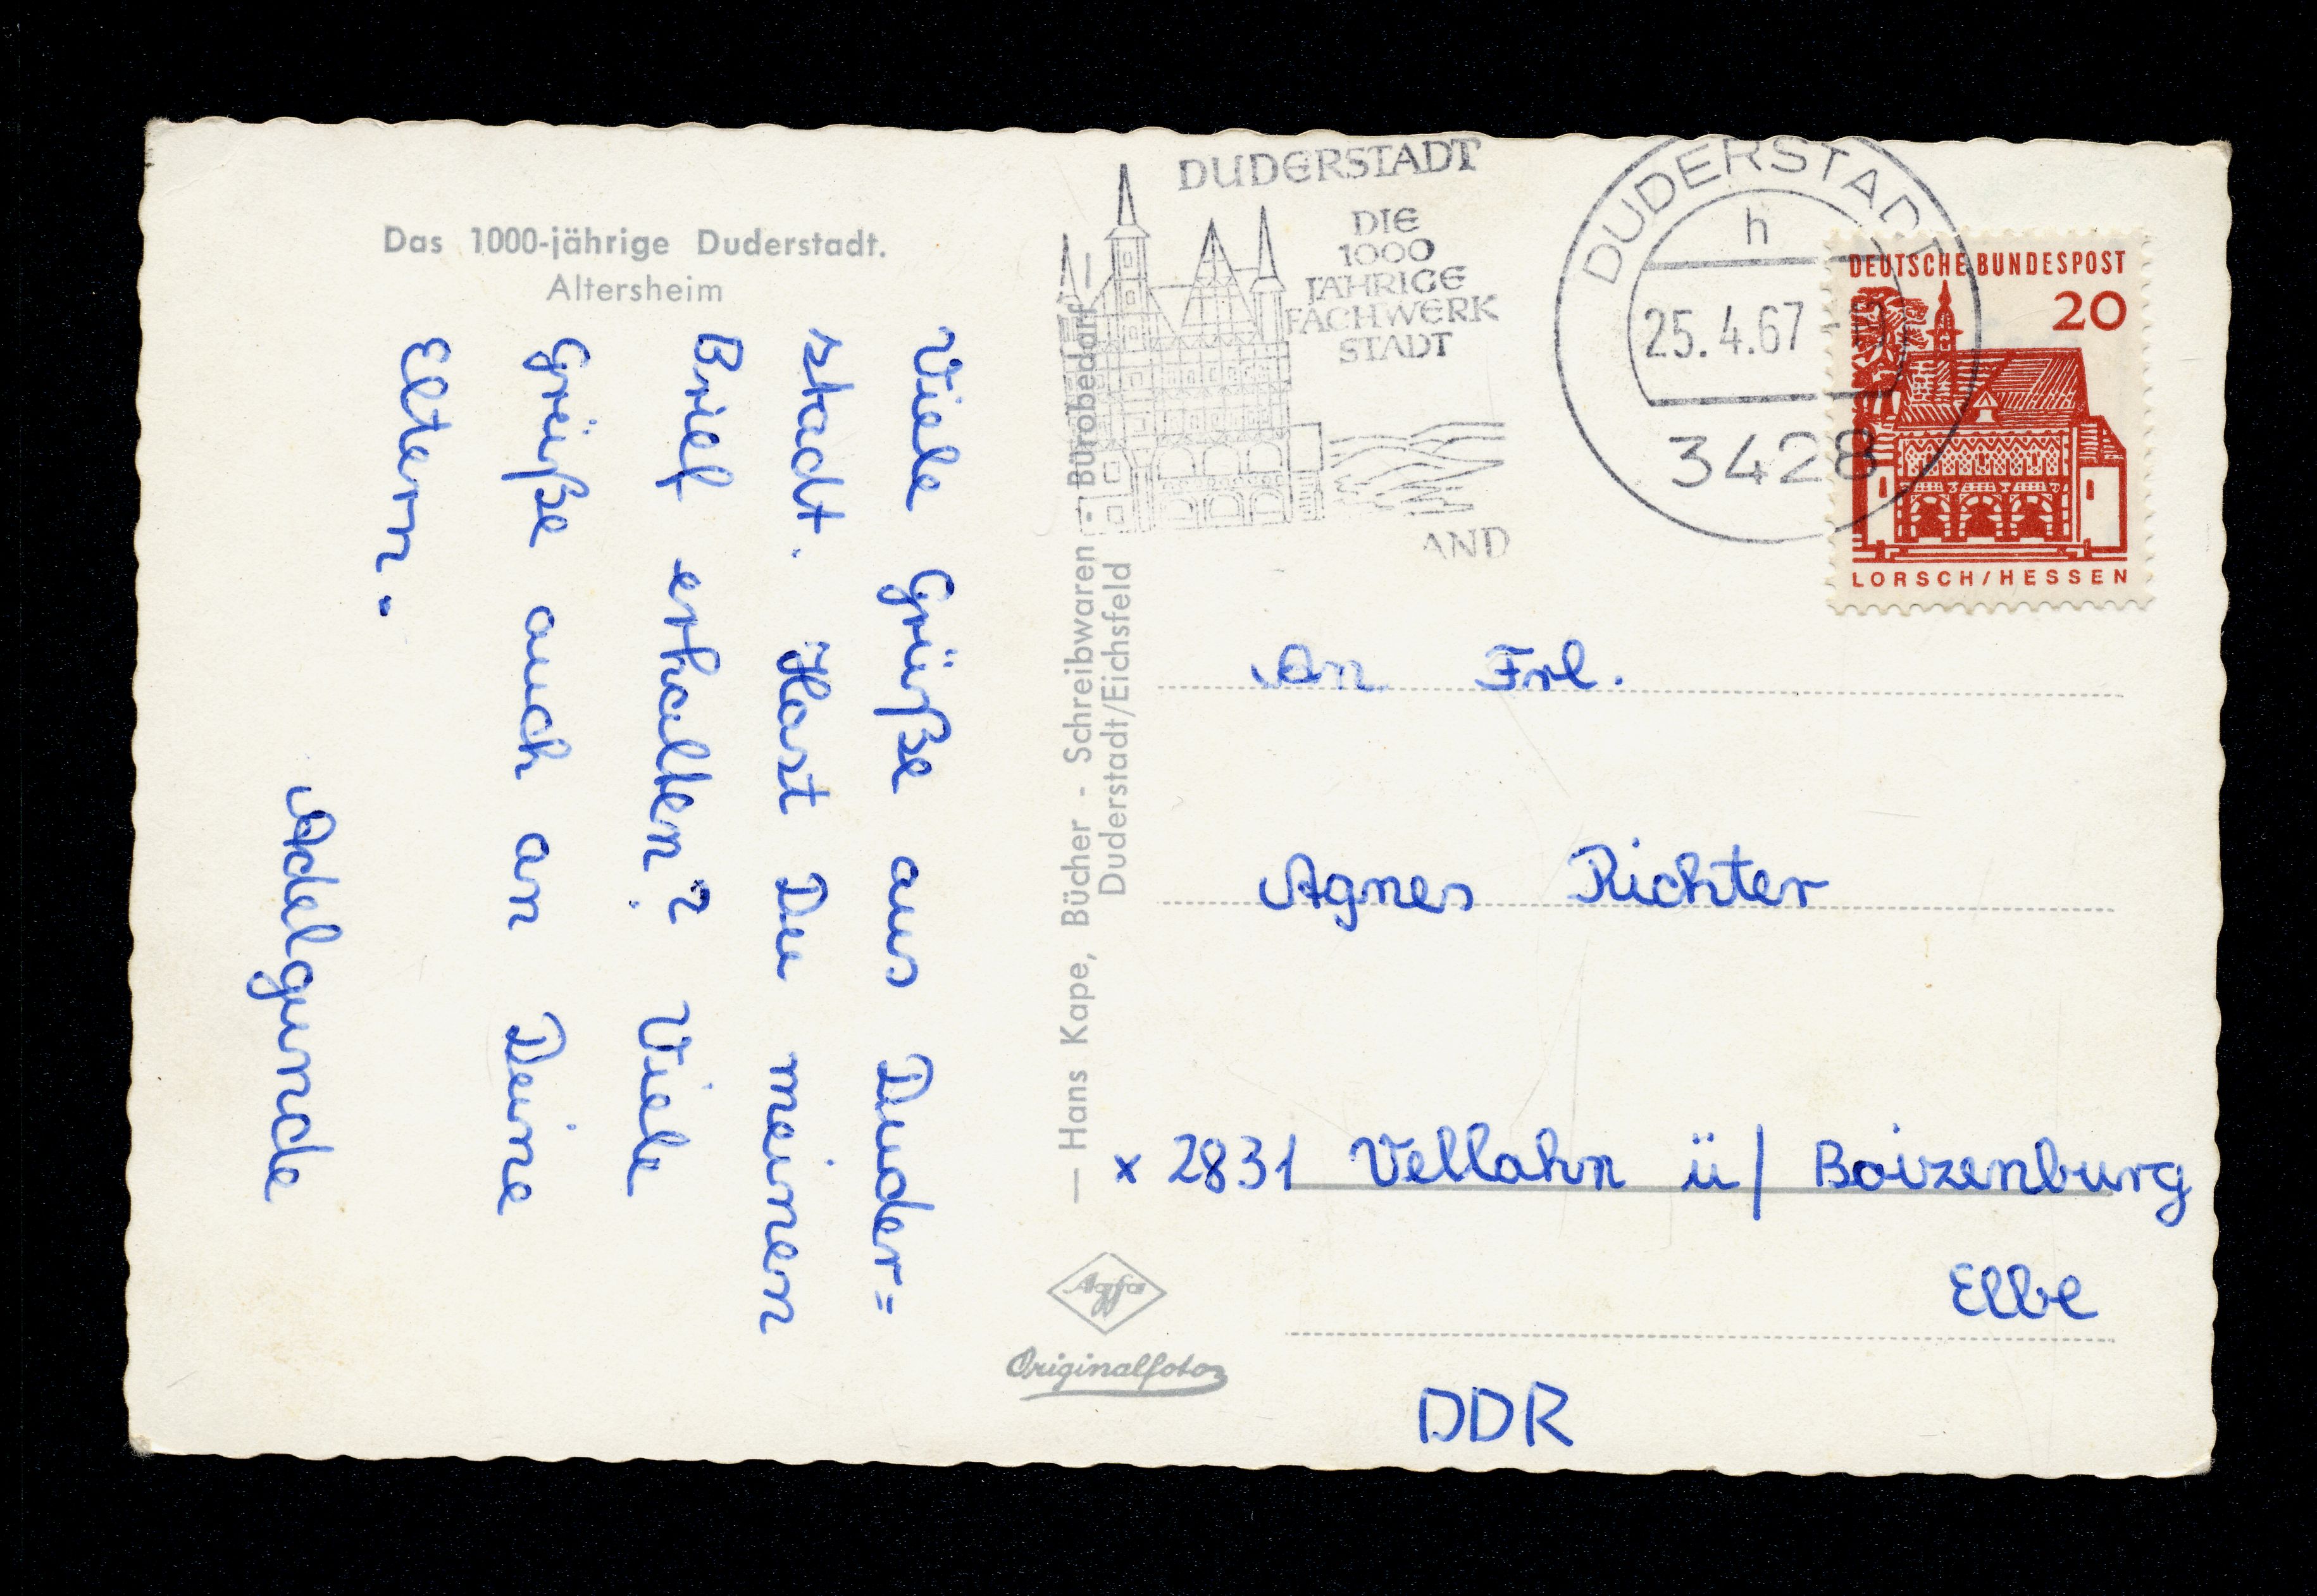 Das 1000-jährige Duderstadt.
Altersheim
Viele Grüße aus Duder=
stadt. Hast Du meinen
Brief erhalten? Viele
Grüße auch an Deine
Eltern.
Adelgunde
— Hans Kape, Bücher - Schreibwaren - Bürobedarf —
Duderstadt/Eichsfeld
Agfa
Originalfoto
DUDERSTADT
DIE
1000
JÄHRIGE
FACHWERK
STADT
AND
DUDERSTADT
h
25.4.67
3428
DEUTSCHE BUNDESPOST
20
LORSCH/HESSEN
An Frl.
Agnes Richter
x 2831 Vellahn ü/ Boizenburg
Elbe
DDR